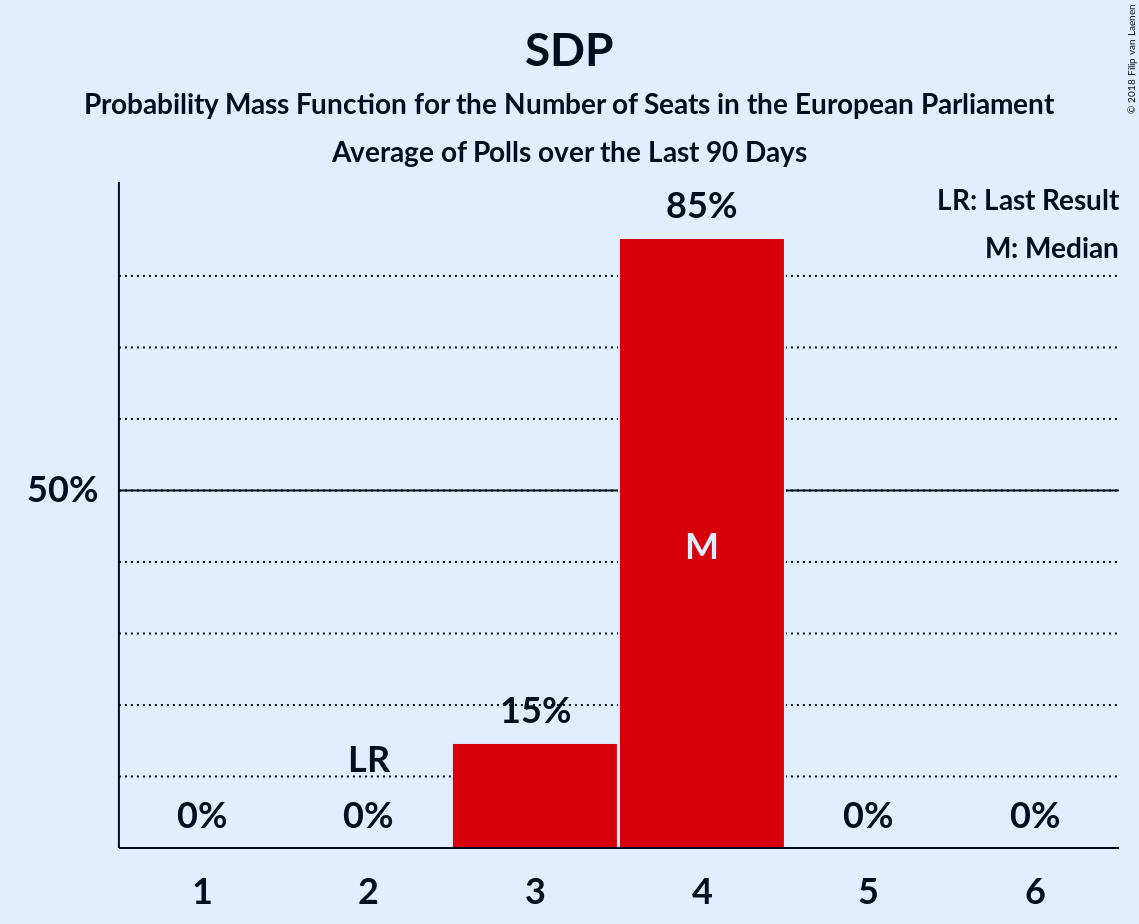 SDP
Probability Mass Function for the Number of Seats in the European Parliament
Average of Polls over the Last 90 Days
© 2018 Filip van Laenen
LR: Last Result
M: Median
85%
50%
M
15%
LR
0% 0% 0% 0%
1 2 3 4 5 6